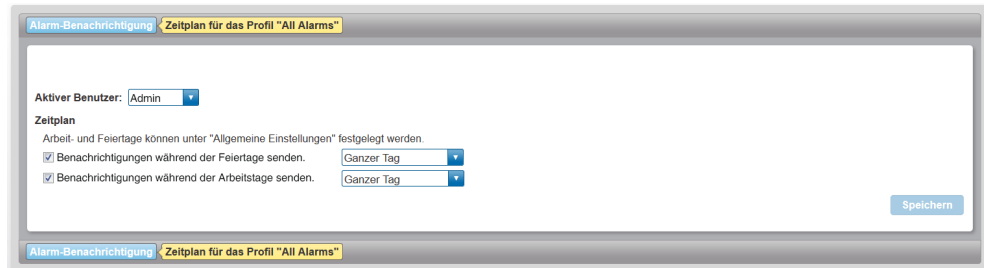 Alarm-Benachrichtigung Zeitplan für das Profil "All Alarms"
Aktiver Benutzer: Admin
Zeitplan
Arbeit- und Feiertage können unter "Allgemeine Einstellungen" festgelegt werden.
Benachrichtigungen während der Feiertage senden. Ganzer Tag
Benachrichtigungen während der Arbeitstage senden. Ganzer Tag
Speichern
Alarm-Benachrichtigung Zeitplan für das Profil "All Alarms"